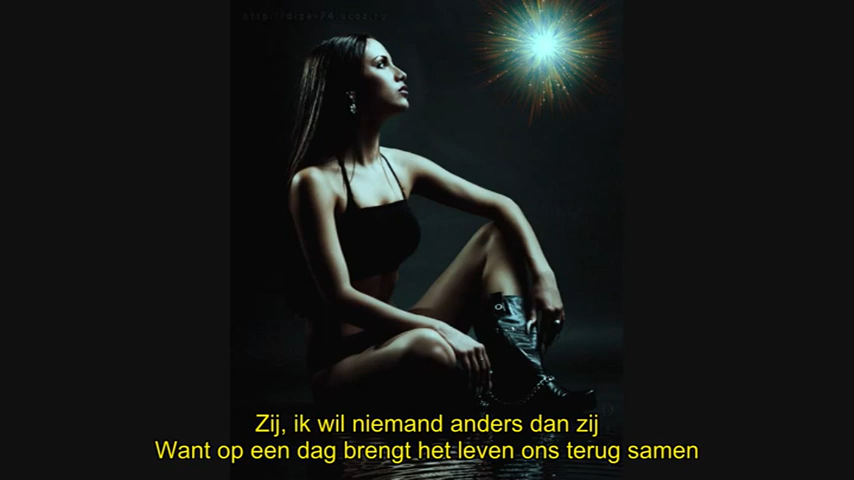 Zij, ik wil niemand anders dan zij
Want op een dag brengt het leven ons terug samen